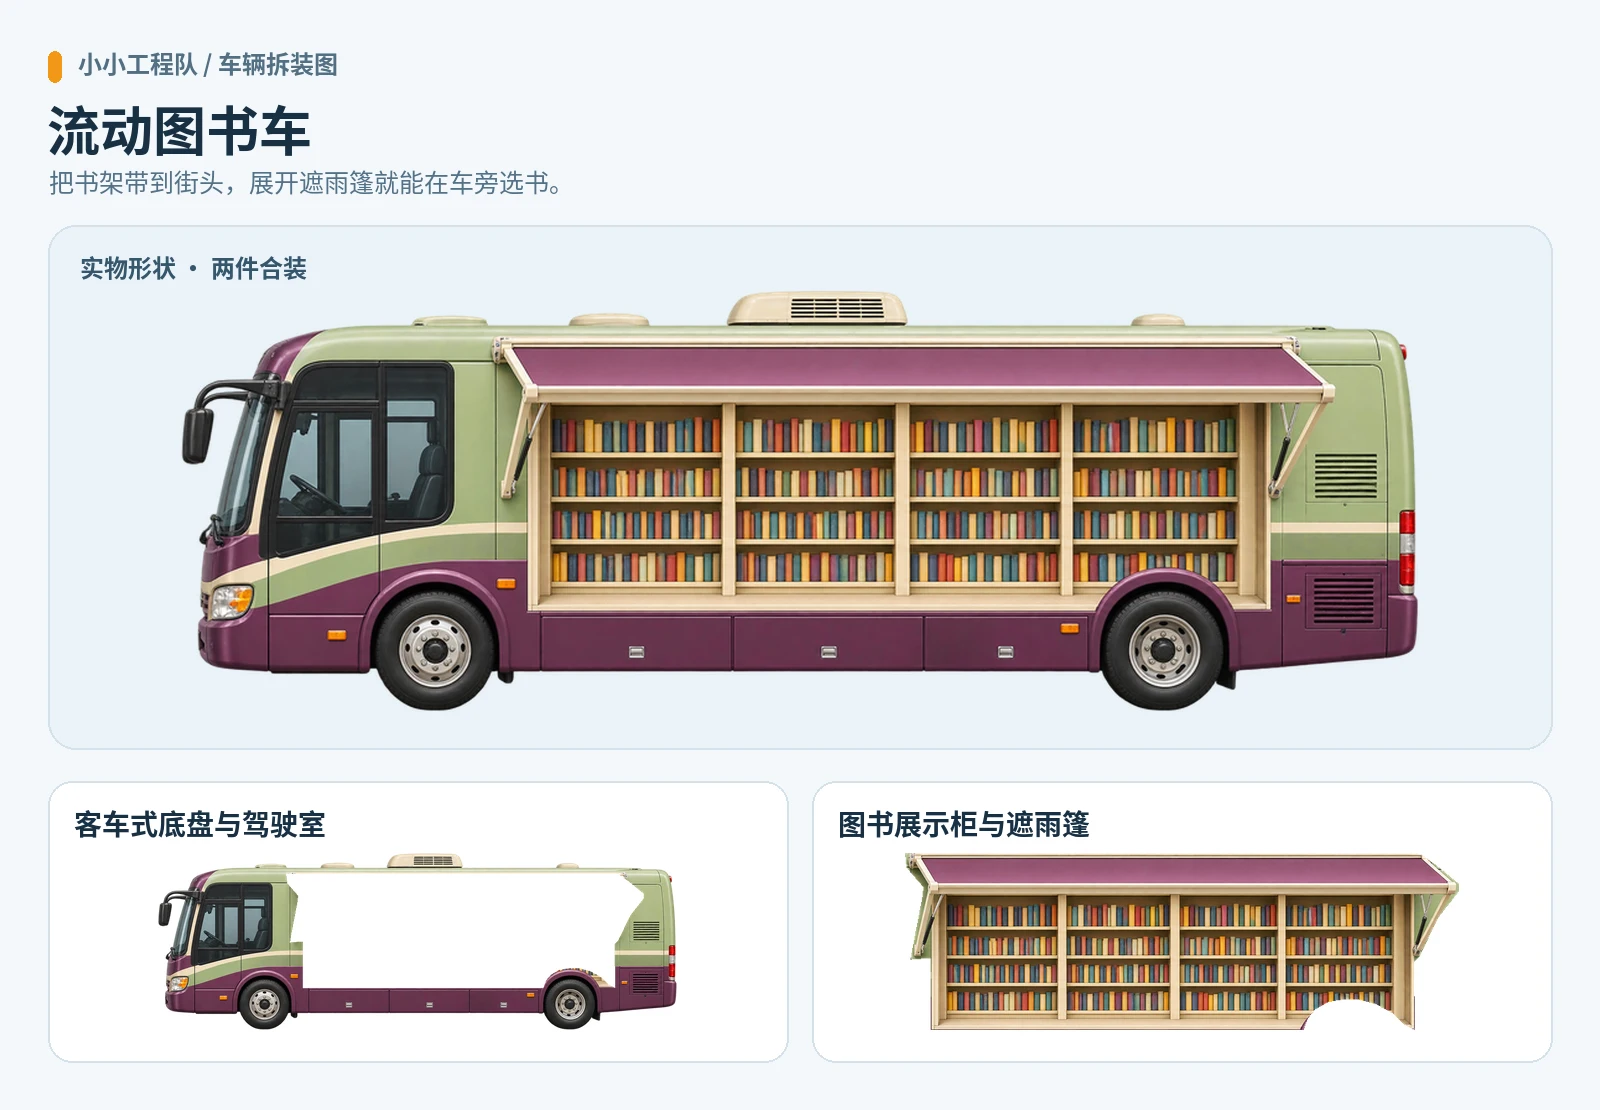 小小工程队 / 车辆拆装图
流动图书车
把书架带到街头，展开遮雨篷就能在车旁选书。
实物形状 · 两件合装
客车式底盘与驾驶室
图书展示柜与遮雨篷